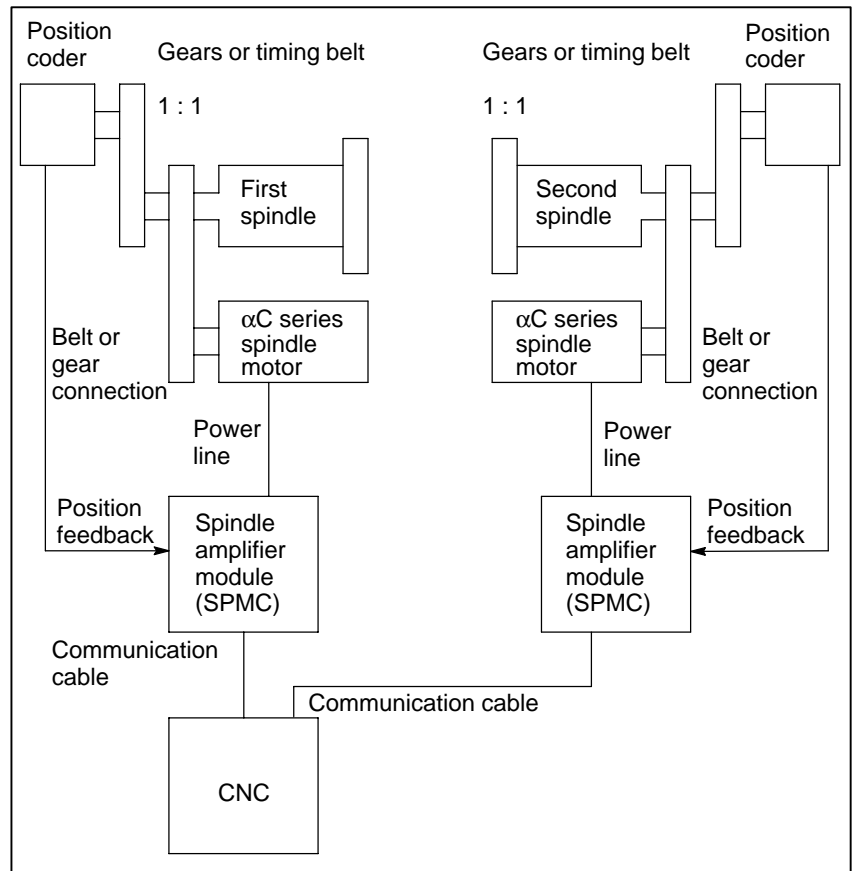 Position
coder
Gears or timing belt
Gears or timing belt
Position
coder
1 : 1
1 : 1
First
spindle
Second
spindle
αC series
spindle
motor
αC series
spindle
motor
Belt or
gear
connection
Belt or
gear
connection
Power
line
Power
line
Position
feedback
Spindle
amplifier
module
(SPMC)
Spindle
amplifier
module
(SPMC)
Position
feedback
Communication
cable
Communication cable
CNC